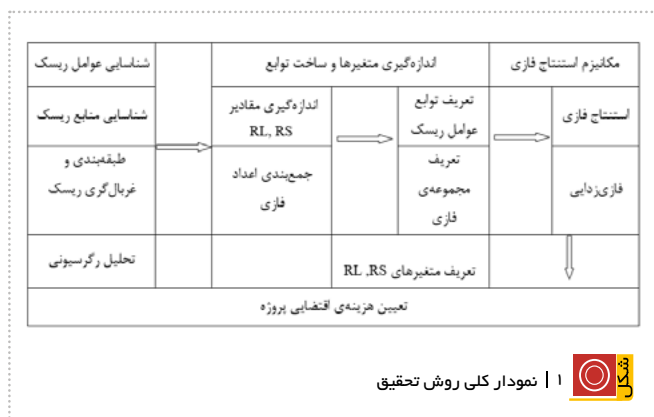 شناسایی عوامل ریسک
اندازه‌گیری متغیرها و ساخت توابع
مکانیزم استنتاج فازی
شناسایی منابع ریسک
اندازه‌گیری مقادیر
RL, RS
تعریف توابع
عوامل ریسک
استنتاج فازی
طبقه‌بندی و
غربال‌گری ریسک
جمع‌بندی اعداد
فازی
تعریف
مجموعه‌ی
فازی
فازی‌زدایی
تحلیل رگرسیونی
تعریف متغیرهای RL ,RS
تعیین هزینه‌ی اقتضایی پروژه
شکل
۱ | نمودار کلی روش تحقیق